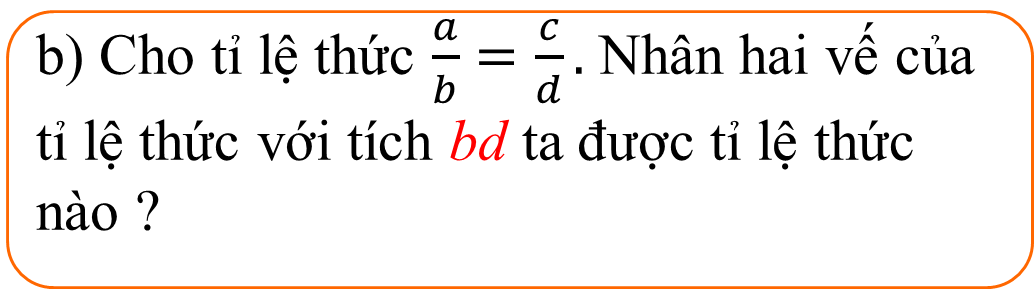 b) Cho tỉ lệ thức a/b = c/d. Nhân hai vế của
tỉ lệ thức với tích bd ta được tỉ lệ thức
nào ?